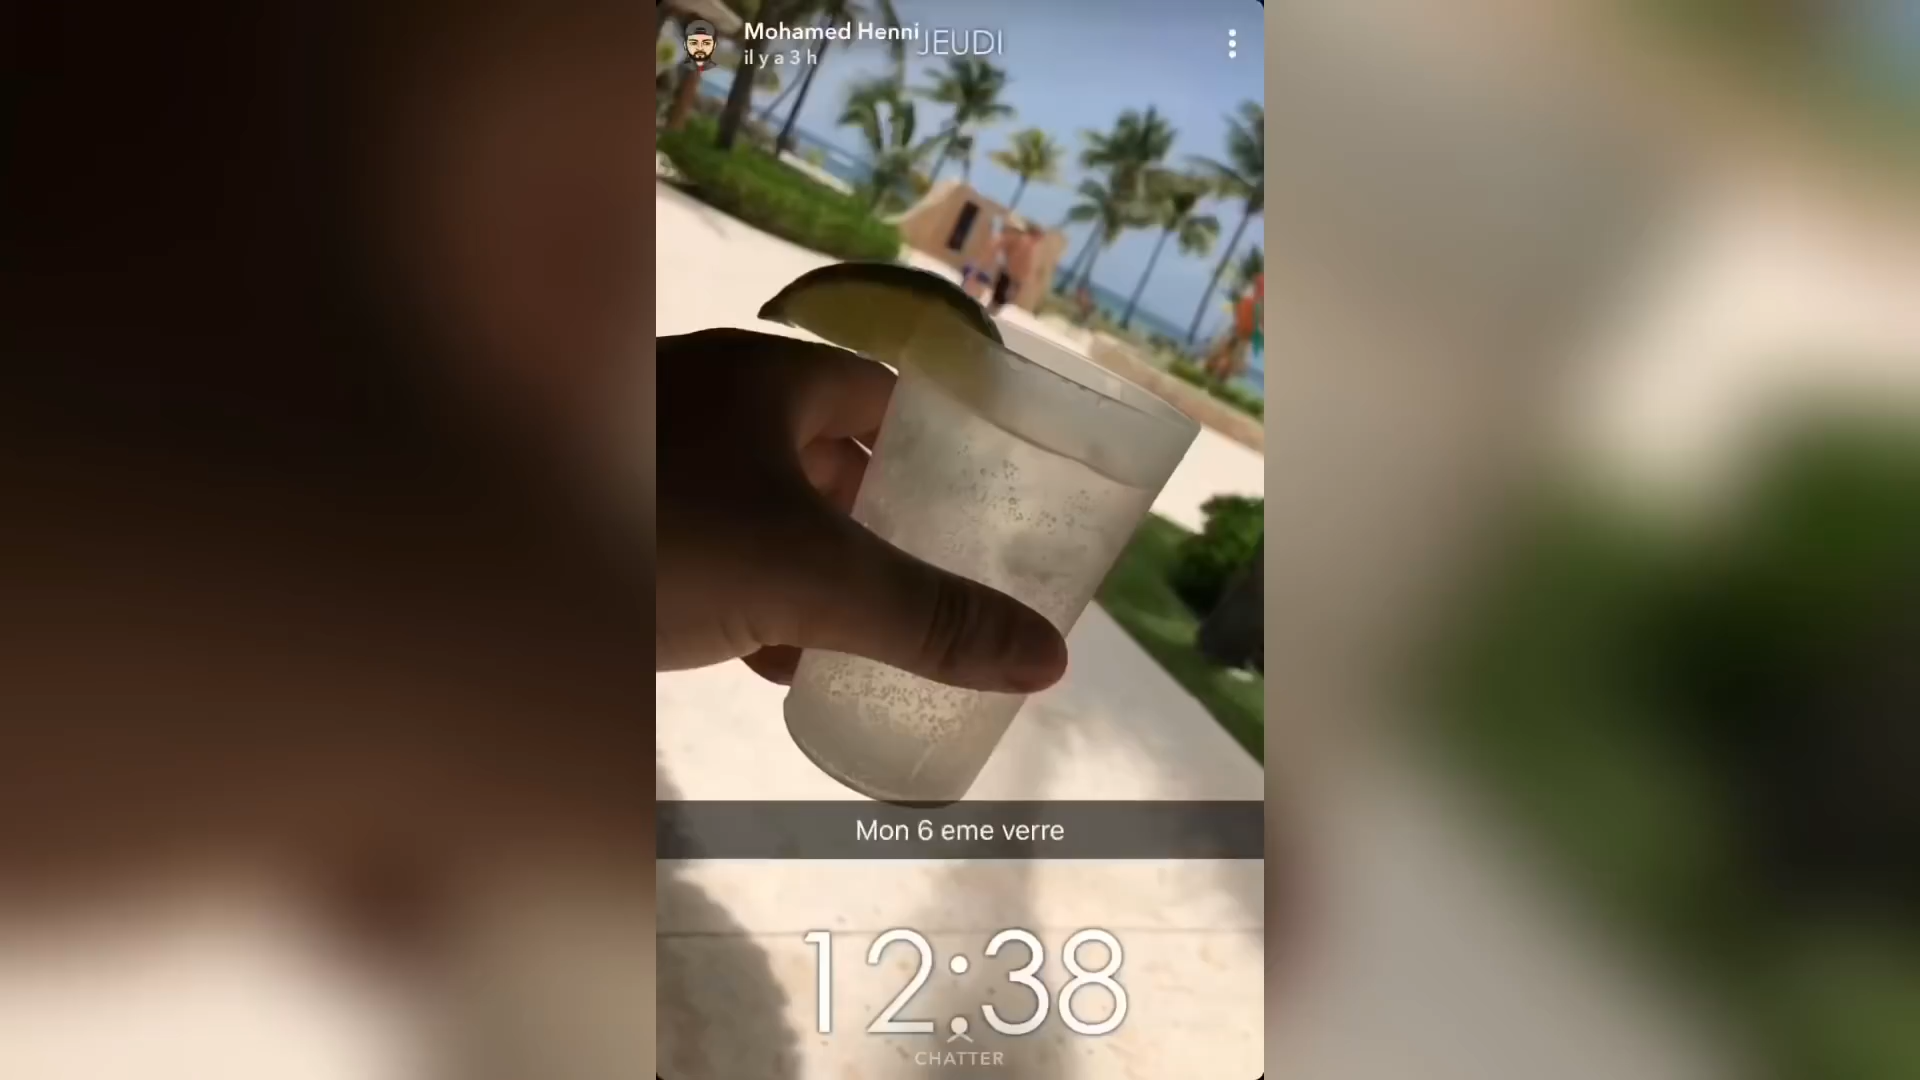 Mohamed Henni
JEUDI
il y a 3 h
Mon 6 eme verre
12:38
CHATTER